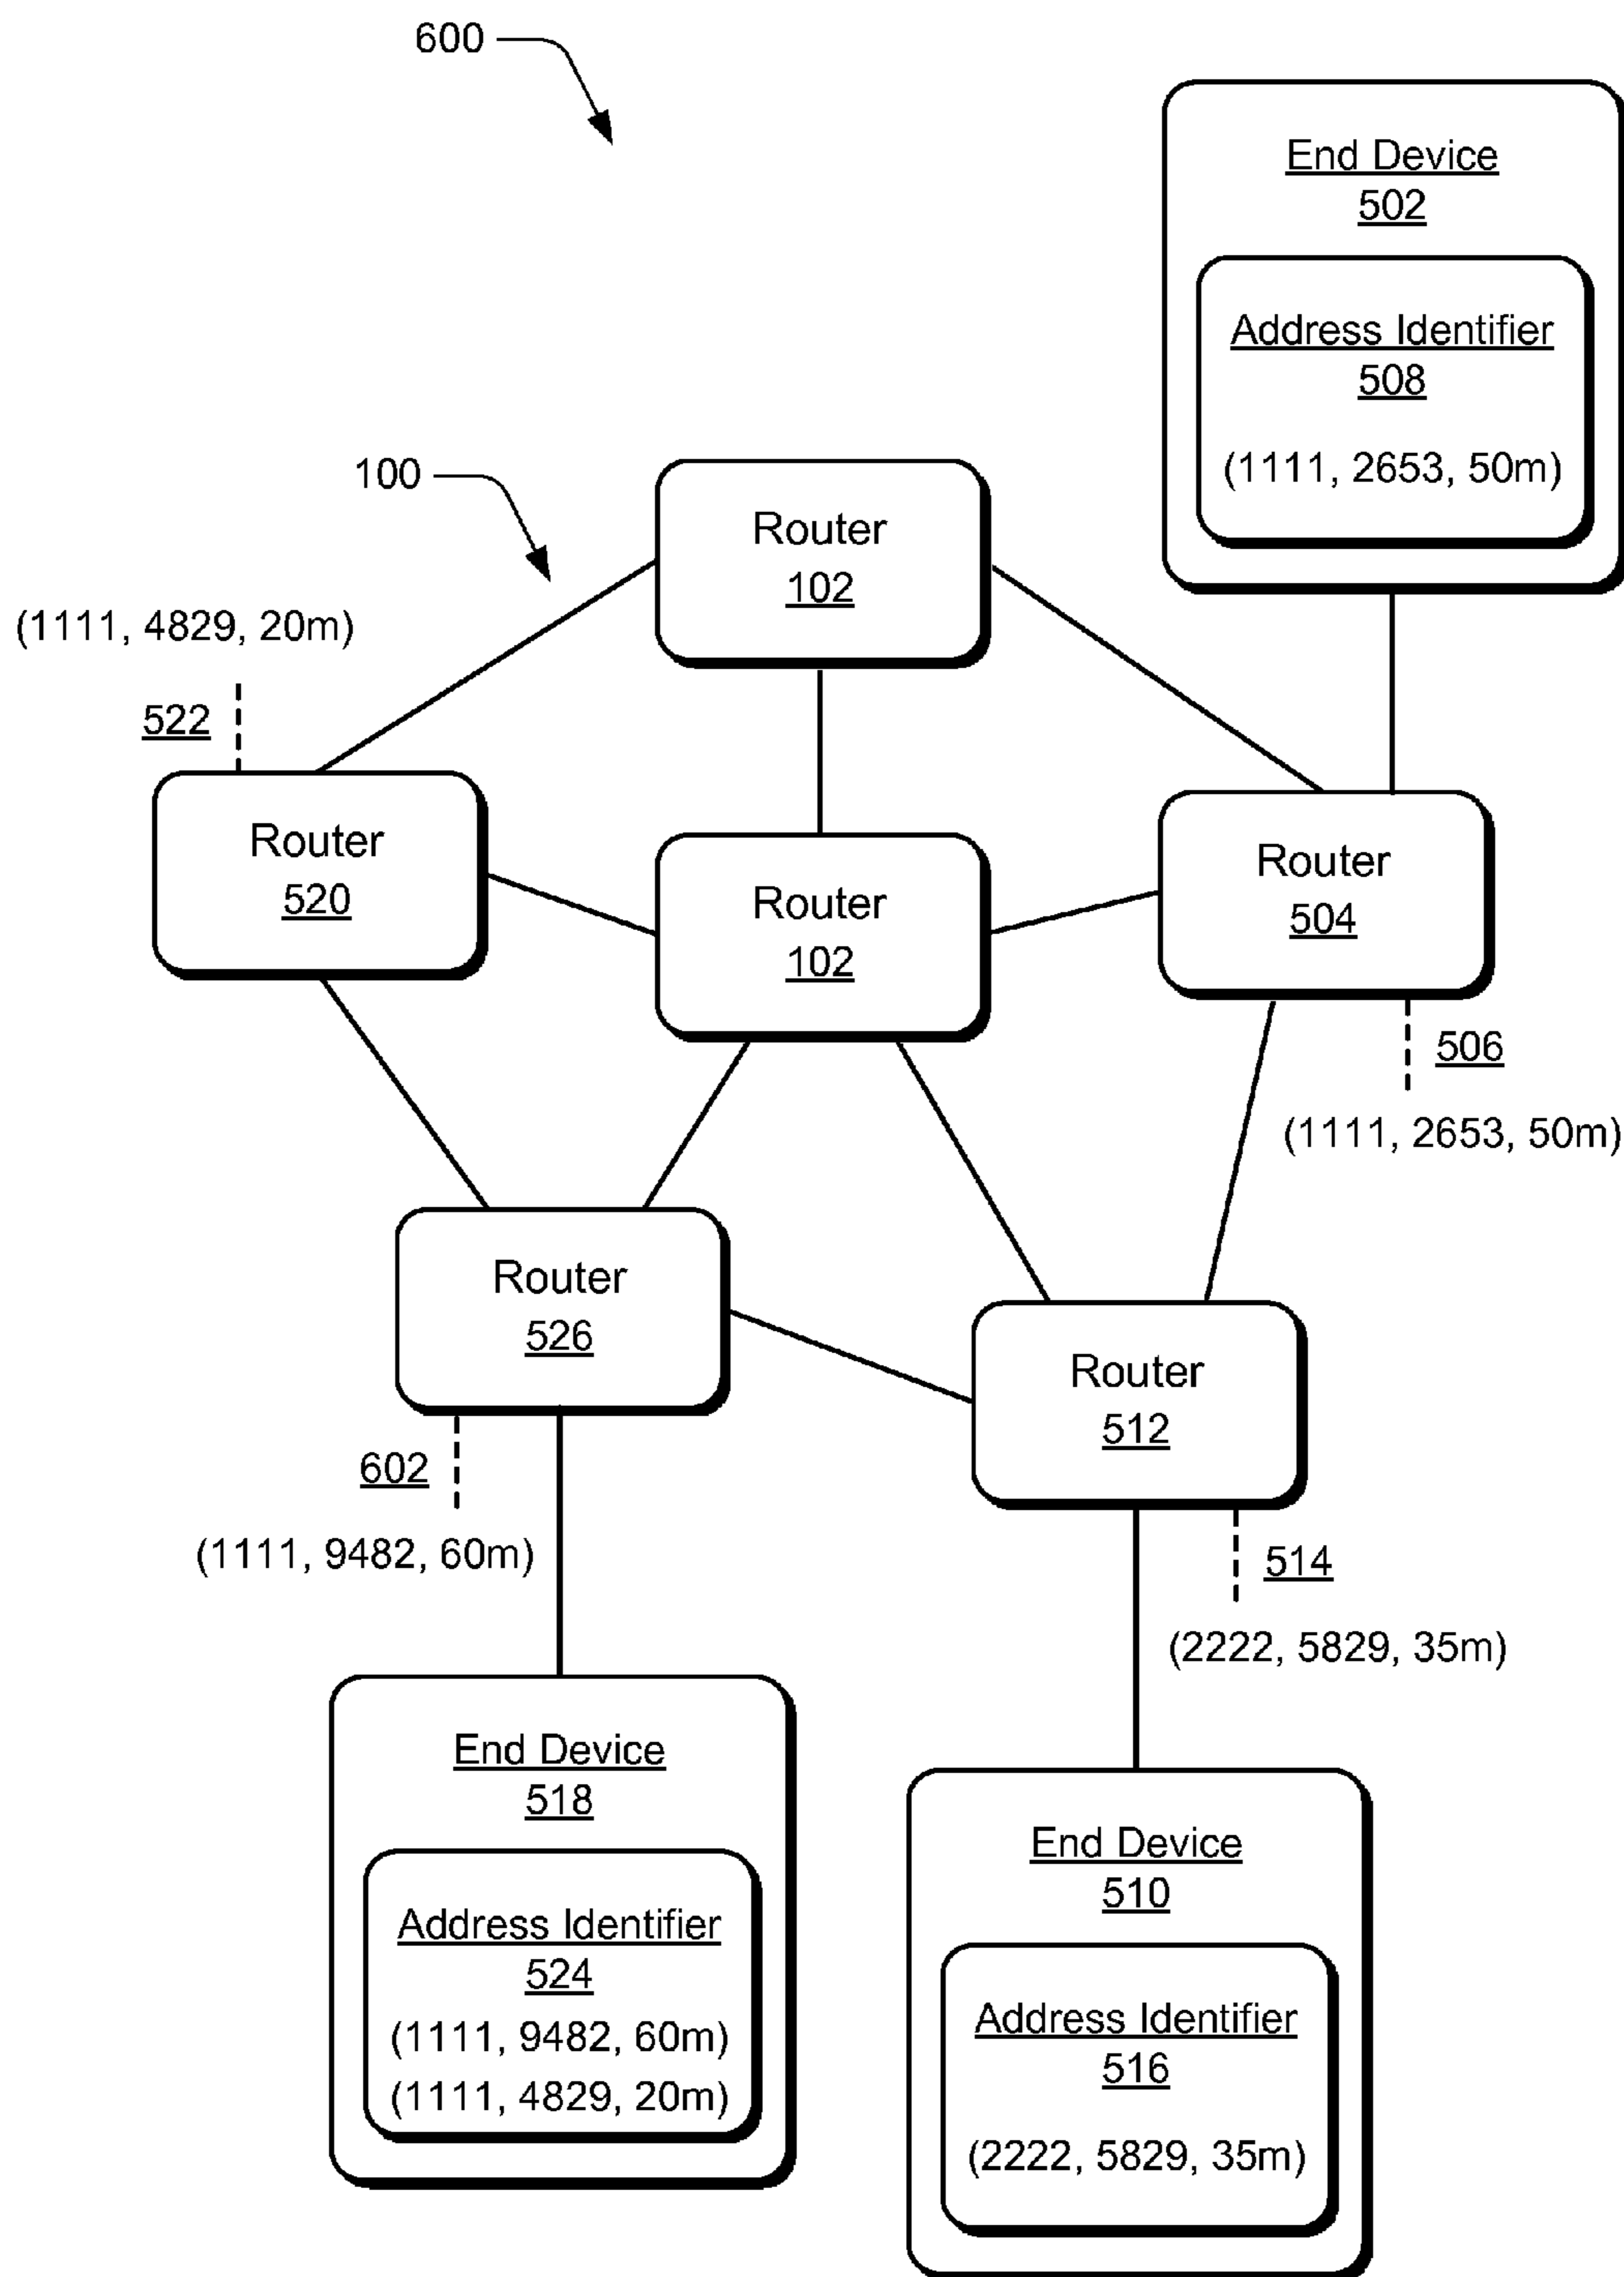 600
End Device
502
Address Identifier
508
(1111, 2653, 50m)
100
Router
102
(1111, 4829, 20m)
522
Router
520
Router
102
Router
504
506
(1111, 2653, 50m)
Router
526
Router
512
602
(1111, 9482, 60m)
514
(2222, 5829, 35m)
End Device
518
Address Identifier
524
(1111, 9482, 60m)
(1111, 4829, 20m)
End Device
510
Address Identifier
516
(2222, 5829, 35m)